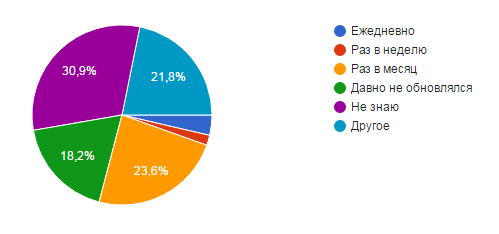 30,9%
21,8%
18,2%
23,6%
Ежедневно
Раз в неделю
Раз в месяц
Давно не обновлялся
Не знаю
Другое